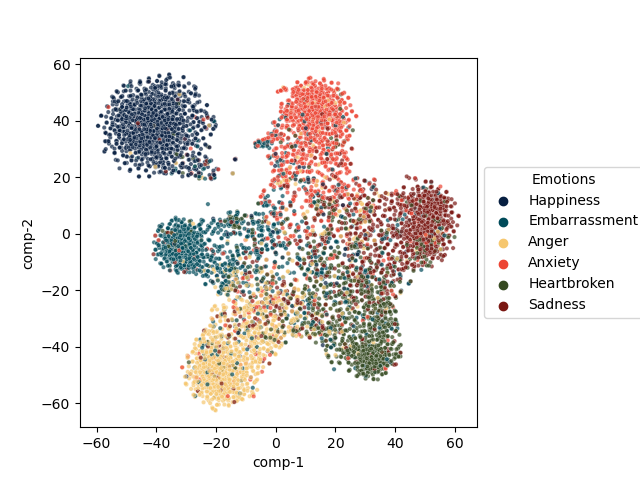 60
40
20
0
−20
−40
−60
comp-2
−60 −40 −20 0 20 40 60
comp-1
Emotions
Happiness
Embarrassment
Anger
Anxiety
Heartbroken
Sadness